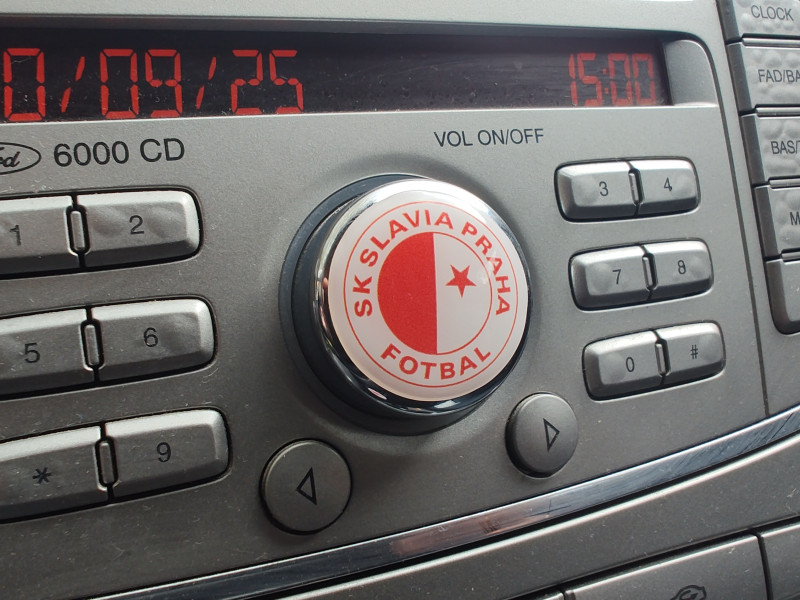 0/09/25 15:00
6000 CD
VOL ON/OFF
1 2 3 4
5 6 7 8
* 9 0 #
SK SLAVIA PRAHA
FOTBAL
CLOCK